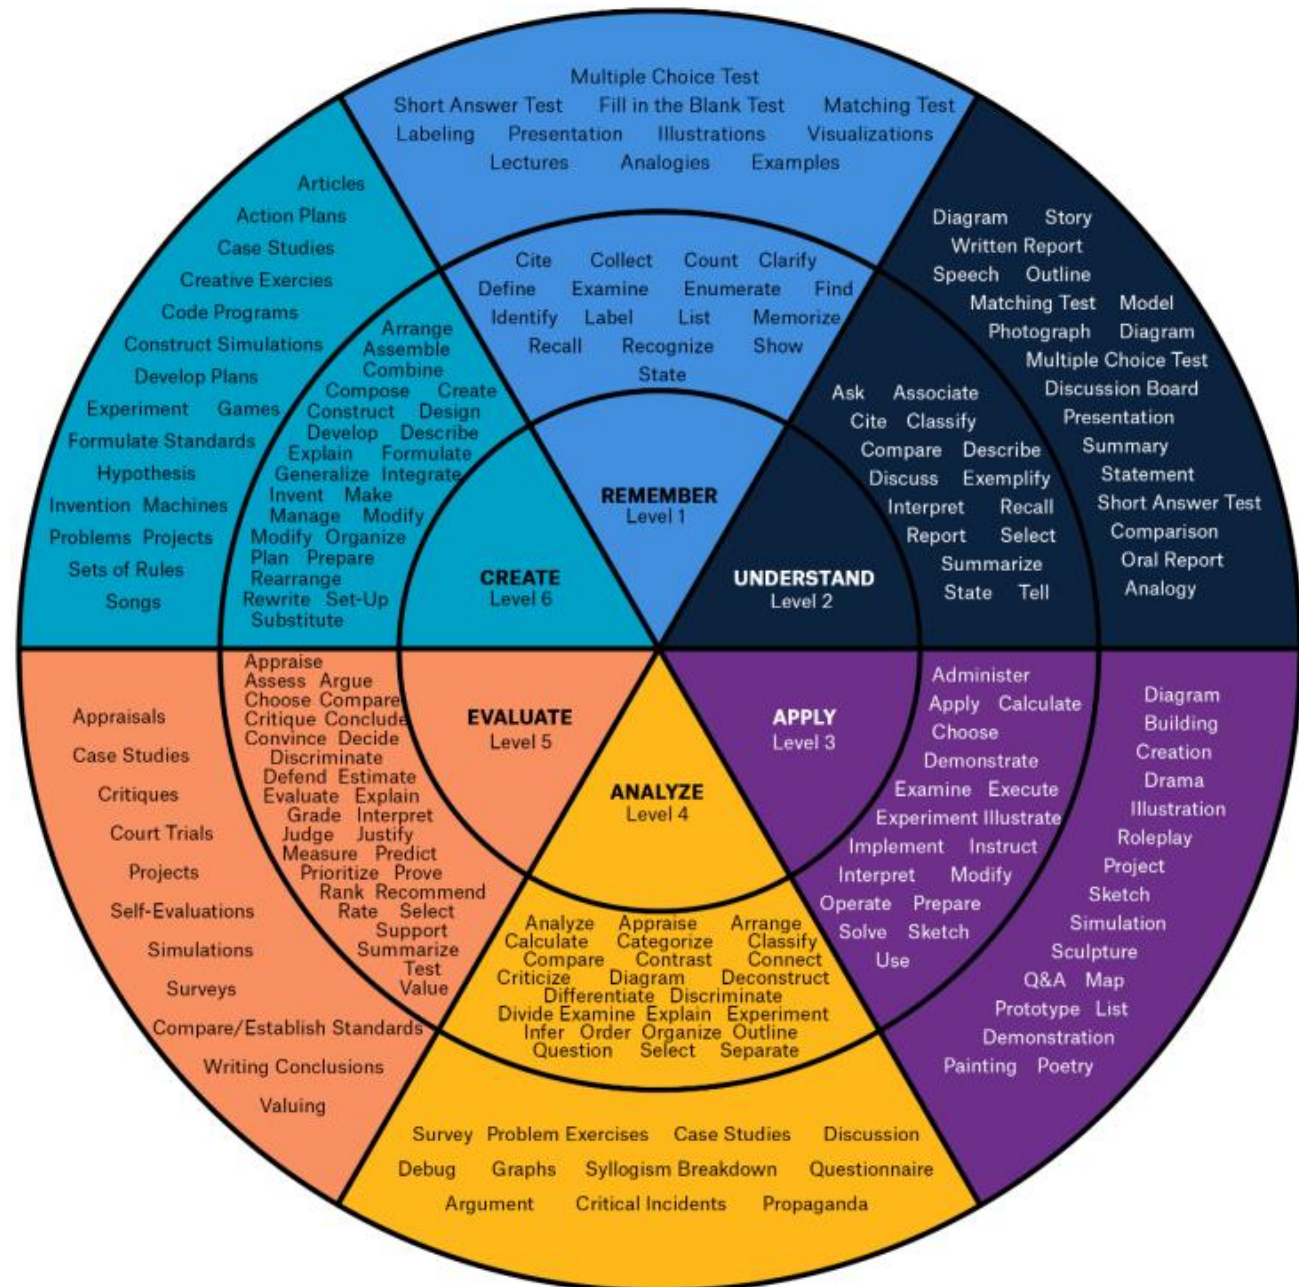 Multiple Choice Test
Short Answer Test Fill in the Blank Test Matching Test
Labeling Presentation Illustrations Visualizations
Lectures Analogies Examples
Cite Collect Count Clarify
Define Examine Enumerate Find
Identify Label List Memorize
Recall Recognize Show
State
REMEMBER
Level 1
Diagram Story
Written Report
Speech Outline
Matching Test Model
Photograph Diagram
Multiple Choice Test
Discussion Board
Presentation
Summary
Statement
Short Answer Test
Comparison
Oral Report
Analogy
Ask Associate
Cite Classify
Compare Describe
Discuss Exemplify
Interpret Recall
Report Select
Summarize
State Tell
UNDERSTAND
Level 2
Diagram
Building
Creation
Drama
Illustration
Roleplay
Project
Sketch
Simulation
Sculpture
Q&A Map
Prototype List
Demonstration
Painting Poetry
Administer
Apply Calculate
Choose
Demonstrate
Examine Execute
Experiment Illustrate
Implement Instruct
Interpret Modify
Operate Prepare
Solve Sketch
Use
APPLY
Level 3
ANALYZE
Level 4
Analyze Appraise Arrange
Calculate Categorize Classify
Compare Contrast Connect
Criticize Diagram Deconstruct
Differentiate Discriminate
Divide Examine Explain Experiment
Infer Order Organize Outline
Question Select Separate
Survey Problem Exercises Case Studies Discussion
Debug Graphs Syllogism Breakdown Questionnaire
Argument Critical Incidents Propaganda
EVALUATE
Level 5
Appraise
Assess Argue
Choose Compare
Critique Conclude
Convince Decide
Discriminate
Defend Estimate
Evaluate Explain
Grade Interpret
Judge Justify
Measure Predict
Prioritize Prove
Rank Recommend
Rate Select
Support
Summarize
Test
Value
Appraisals
Case Studies
Critiques
Court Trials
Projects
Self-Evaluations
Simulations
Surveys
Compare/Establish Standards
Writing Conclusions
Valuing
CREATE
Level 6
Arrange
Assemble
Combine
Compose Create
Construct Design
Develop Describe
Explain Formulate
Generalize Integrate
Invent Make
Manage Modify
Modify Organize
Plan Prepare
Rearrange
Rewrite Set-Up
Substitute
Articles
Action Plans
Case Studies
Creative Exercies
Code Programs
Construct Simulations
Develop Plans
Experiment Games
Formulate Standards
Hypothesis
Invention Machines
Problems Projects
Sets of Rules
Songs